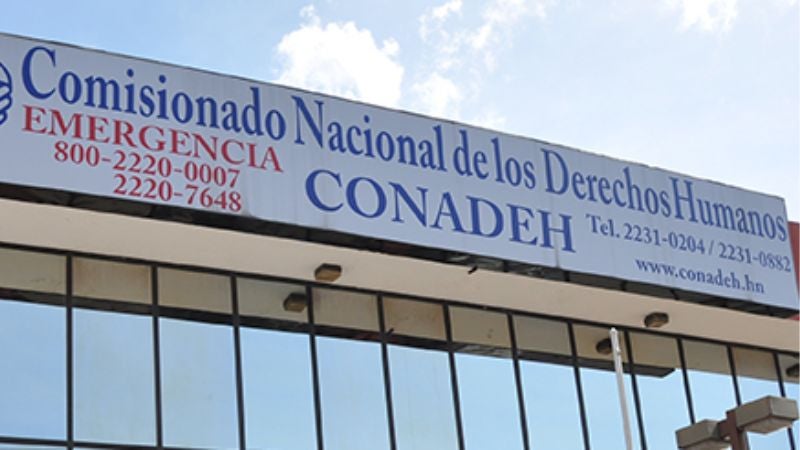 Comisionado Nacional de los Derechos Humanos
EMERGENCIA
800-2220-0007
2220-7648
CONADEH
Tel. 2231-0204 / 2231-0882
www.conadeh.hn